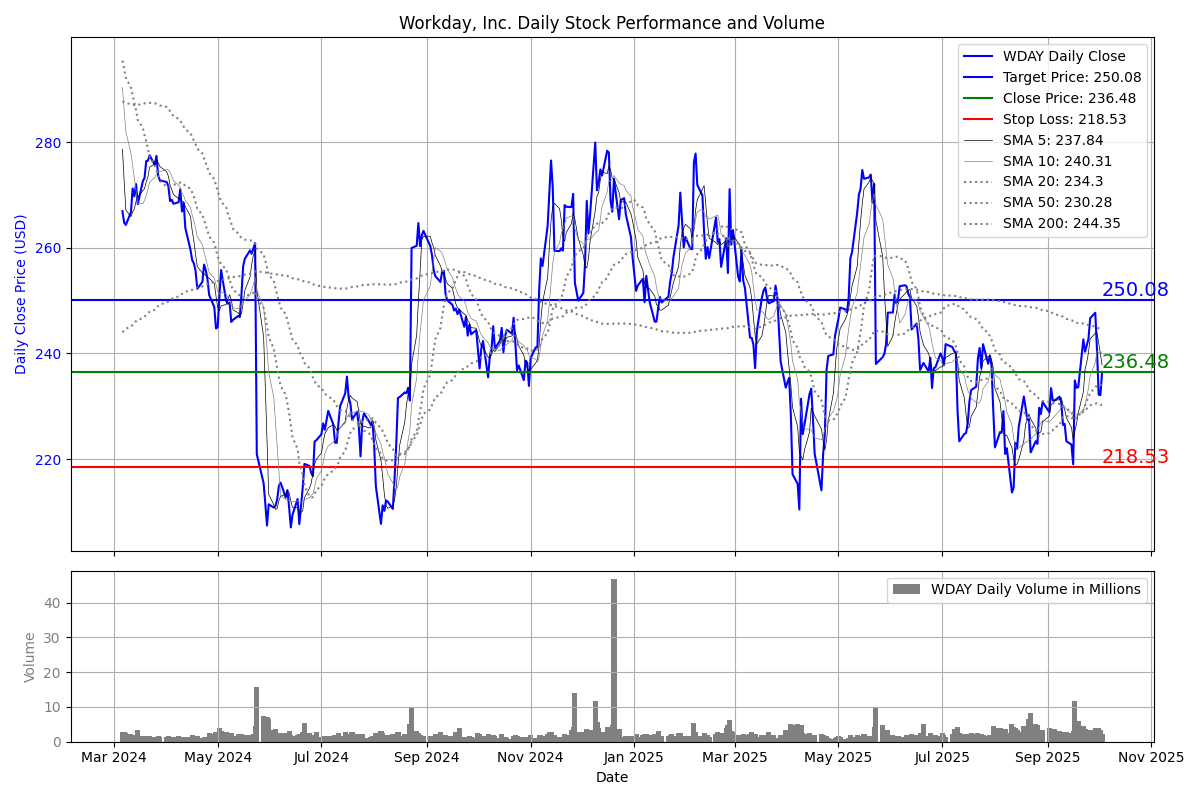 Workday, Inc. Daily Stock Performance and Volume
Daily Close Price (USD)
280
260
240
220
WDAY Daily Close
Target Price: 250.08
Close Price: 236.48
Stop Loss: 218.53
SMA 5: 237.84
SMA 10: 240.31
SMA 20: 234.3
SMA 50: 230.28
SMA 200: 244.35
250.08
236.48
218.53
Volume
40
30
20
10
0
WDAY Daily Volume in Millions
Mar 2024 May 2024 Jul 2024 Sep 2024 Nov 2024 Jan 2025 Mar 2025 May 2025 Jul 2025 Sep 2025 Nov 2025
Date